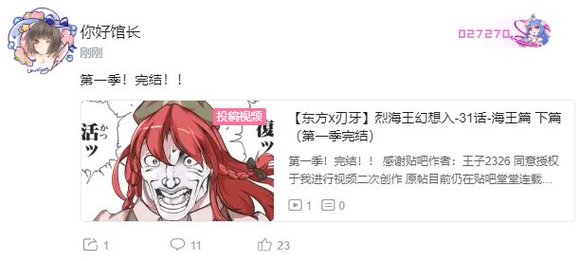 你好馆长
刚刚
027270
第一季！完结！！
投稿视频
复ッ
活ッ
かつ
【东方x刃牙】烈海王幻想入-31话-海王篇 下篇
（第一季完结）
第一季！完结！！ 感谢贴吧作者：王子2326 同意授权
于我进行视频二次创作 原帖目前仍在贴吧堂堂连载…
1
0
1
11
23